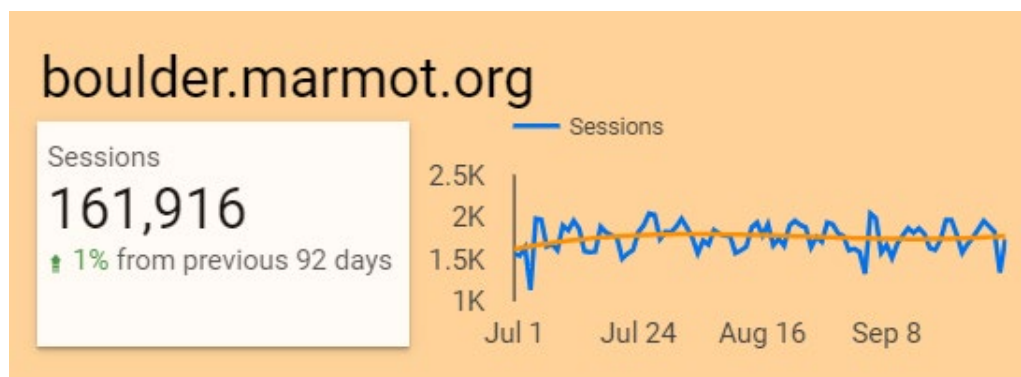 boulder.marmot.org
Sessions
161,916
1% from previous 92 days
Sessions
2.5K
2K
1.5K
1K
Jul 1
Jul 24
Aug 16
Sep 8